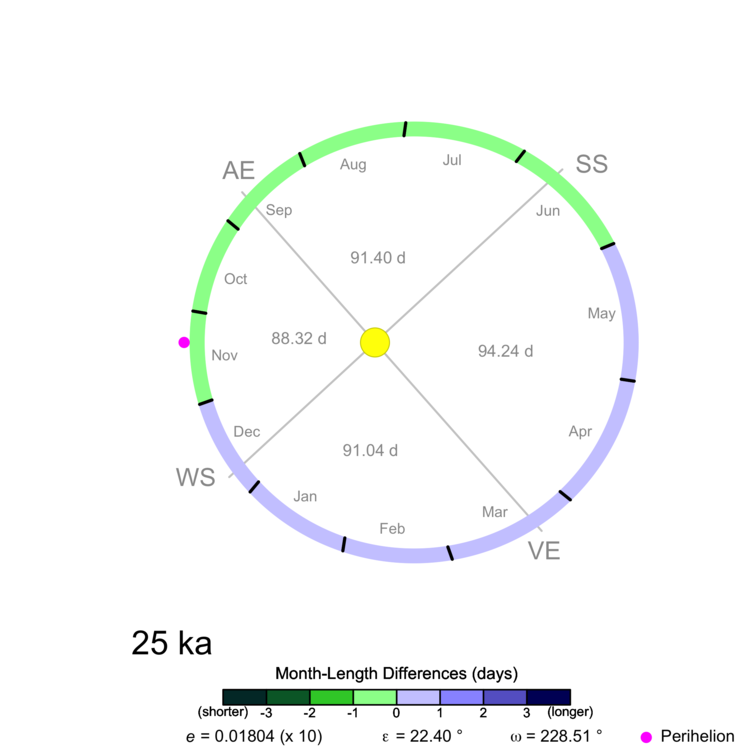 SS
AE
Aug
Jul
Sep
Jun
91.40 d
Oct
May
88.32 d
94.24 d
Nov
Dec
Apr
91.04 d
WS
Jan
Mar
Feb
VE
25 ka
Month-Length Differences (days)
(shorter) -3 -2 -1 0 1 2 3 (longer)
e = 0.01804 (x 10) ε = 22.40 ° ω = 228.51 ° Perihelion